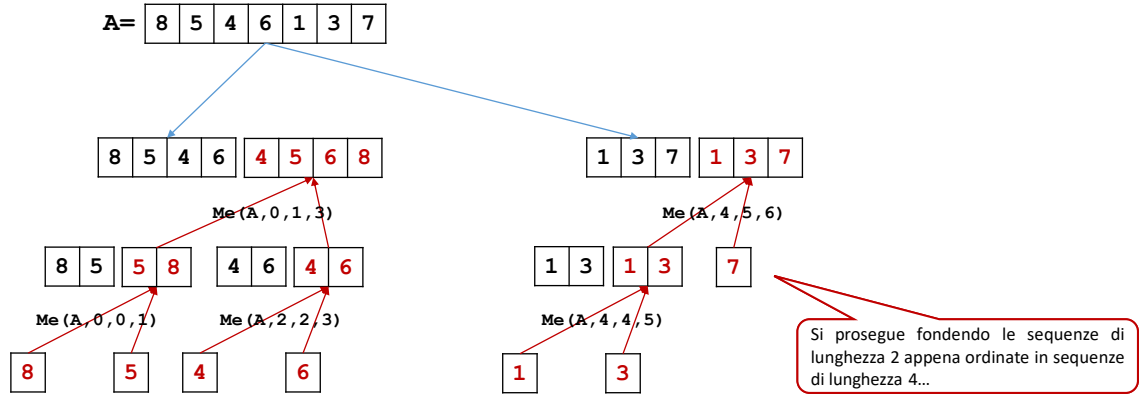 A= 8 5 4 6 1 3 7
8 5 4 6 4 5 6 8 1 3 7 1 3 7
Me(A,0,1,3) Me(A,4,5,6)
8 5 5 8 4 6 4 6 1 3 1 3 7
Me(A,0,0,1) Me(A,2,2,3) Me(A,4,4,5)
8 5 4 6 1 3
Si prosegue fondendo le sequenze di
lunghezza 2 appena ordinate in sequenze
di lunghezza 4…